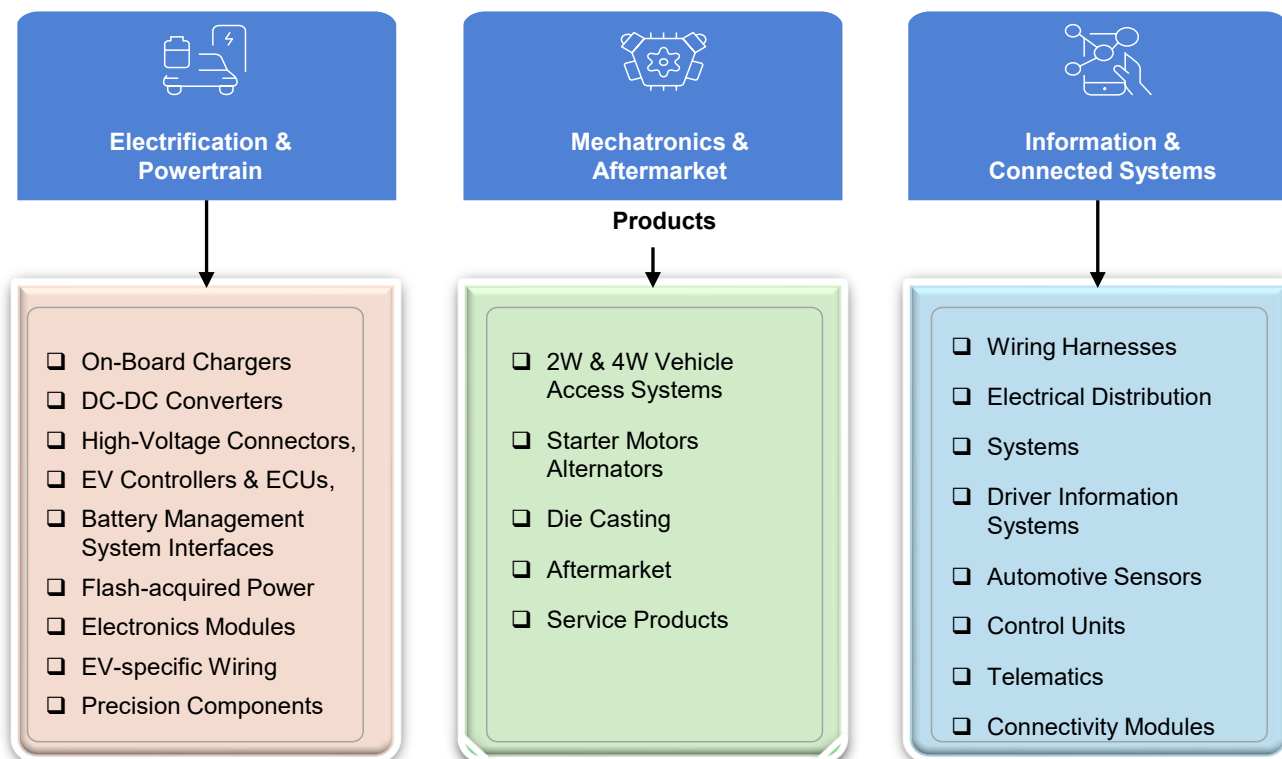 Electrification &
Powertrain
Mechatronics &
Aftermarket
Information &
Connected Systems
Products
On-Board Chargers
DC-DC Converters
High-Voltage Connectors,
EV Controllers & ECUs,
Battery Management
System Interfaces
Flash-acquired Power
Electronics Modules
EV-specific Wiring
Precision Components
2W & 4W Vehicle
Access Systems
Starter Motors
Alternators
Die Casting
Aftermarket
Service Products
Wiring Harnesses
Electrical Distribution
Systems
Driver Information
Systems
Automotive Sensors
Control Units
Telematics
Connectivity Modules